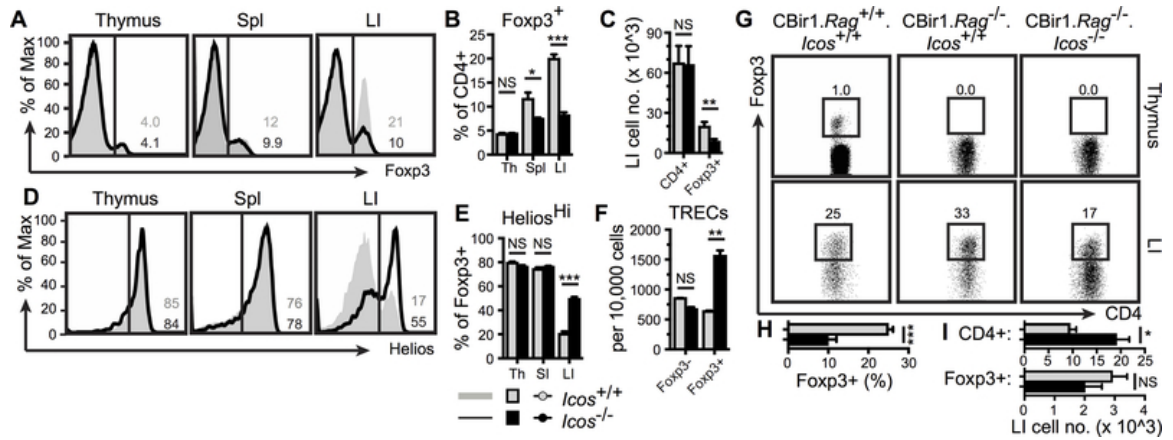 A
Thymus
Spl
LI
% of Max
100
80
60
40
20
0
4.0
4.1
12
9.9
21
10
Foxp3
B
Foxp3+
% of CD4+
25
20
15
10
5
0
NS
*
***
Th Spl LI
C
LI cell no. (x 10^3)
90
60
30
0
NS
**
CD4+
Foxp3+
D
Thymus
Spl
LI
% of Max
100
80
60
40
20
0
85
84
76
78
17
55
Helios
E
HeliosHi
% of Foxp3+
100
80
60
40
20
0
NS NS
***
Th SI LI
F
TRECs
per 10,000 cells
2000
1750
1500
1250
1000
750
500
250
0
NS
**
Foxp3-
Foxp3+
Icos+/+
Icos-/-
G
CBir1.Rag+/+.
Icos+/+
CBir1.Rag-/-.
Icos+/+
CBir1.Rag-/-.
Icos-/-
Foxp3
1.0
0.0
0.0
Thymus
25
33
17
LI
CD4
H
***
0 10 20 30
Foxp3+ (%)
I
CD4+:
*
0 5 10 15 20 25
Foxp3+:
NS
0 1 2 3 4
LI cell no. (x 10^3)